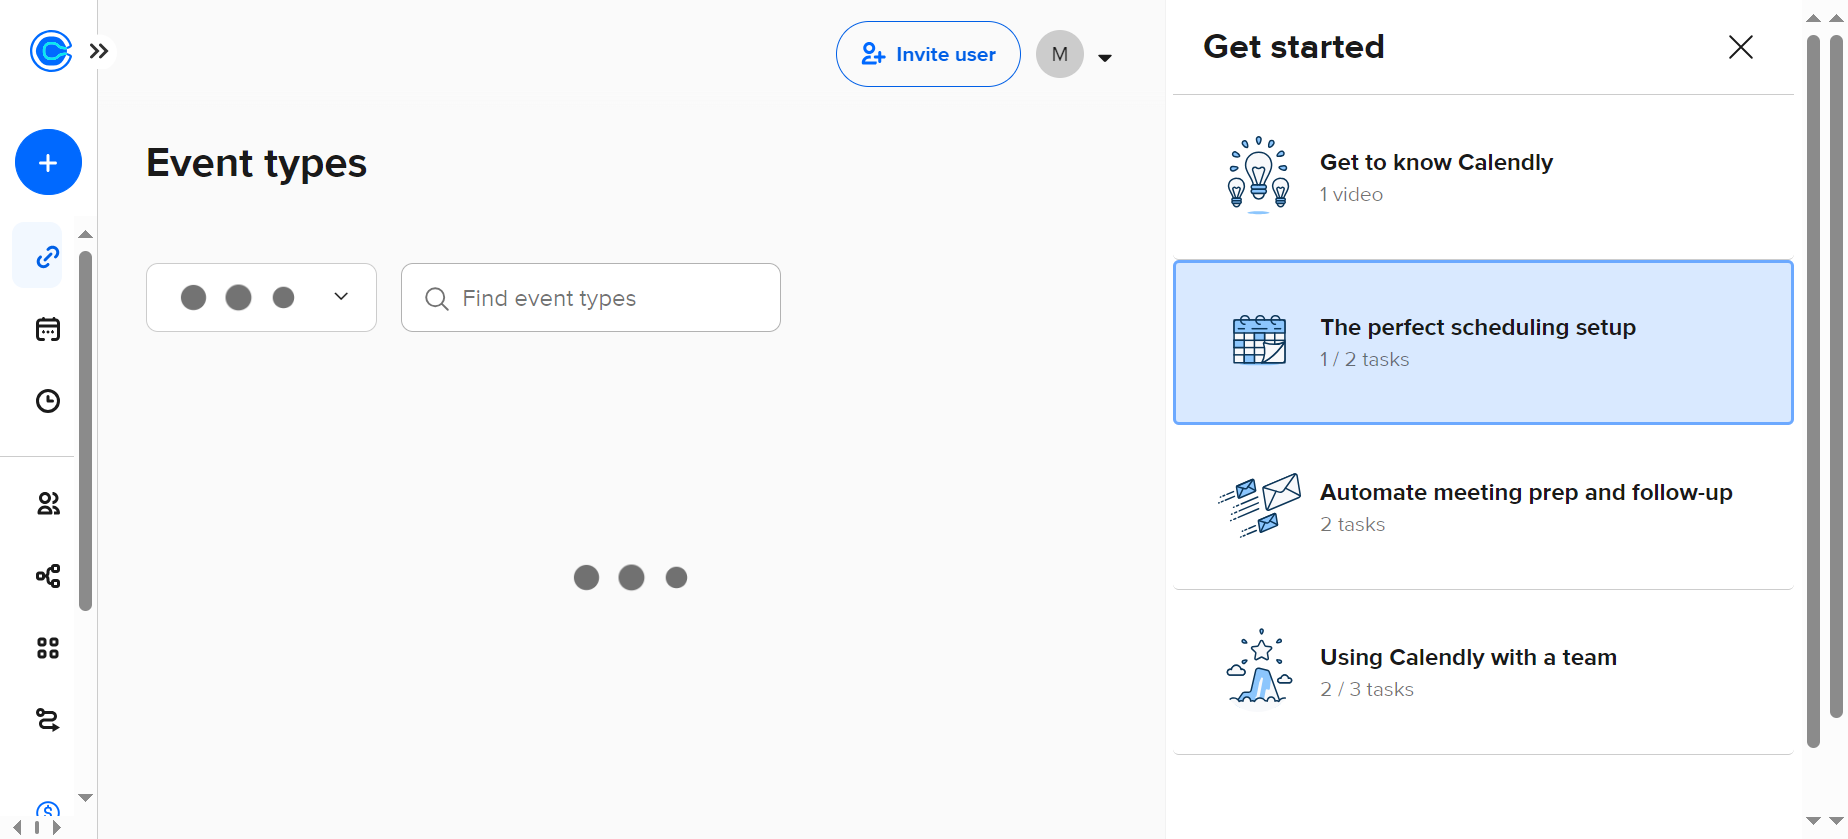 Invite user
M
Get started
Event types
Find event types
Get to know Calendly
1 video
The perfect scheduling setup
1 / 2 tasks
Automate meeting prep and follow-up
2 tasks
Using Calendly with a team
2 / 3 tasks